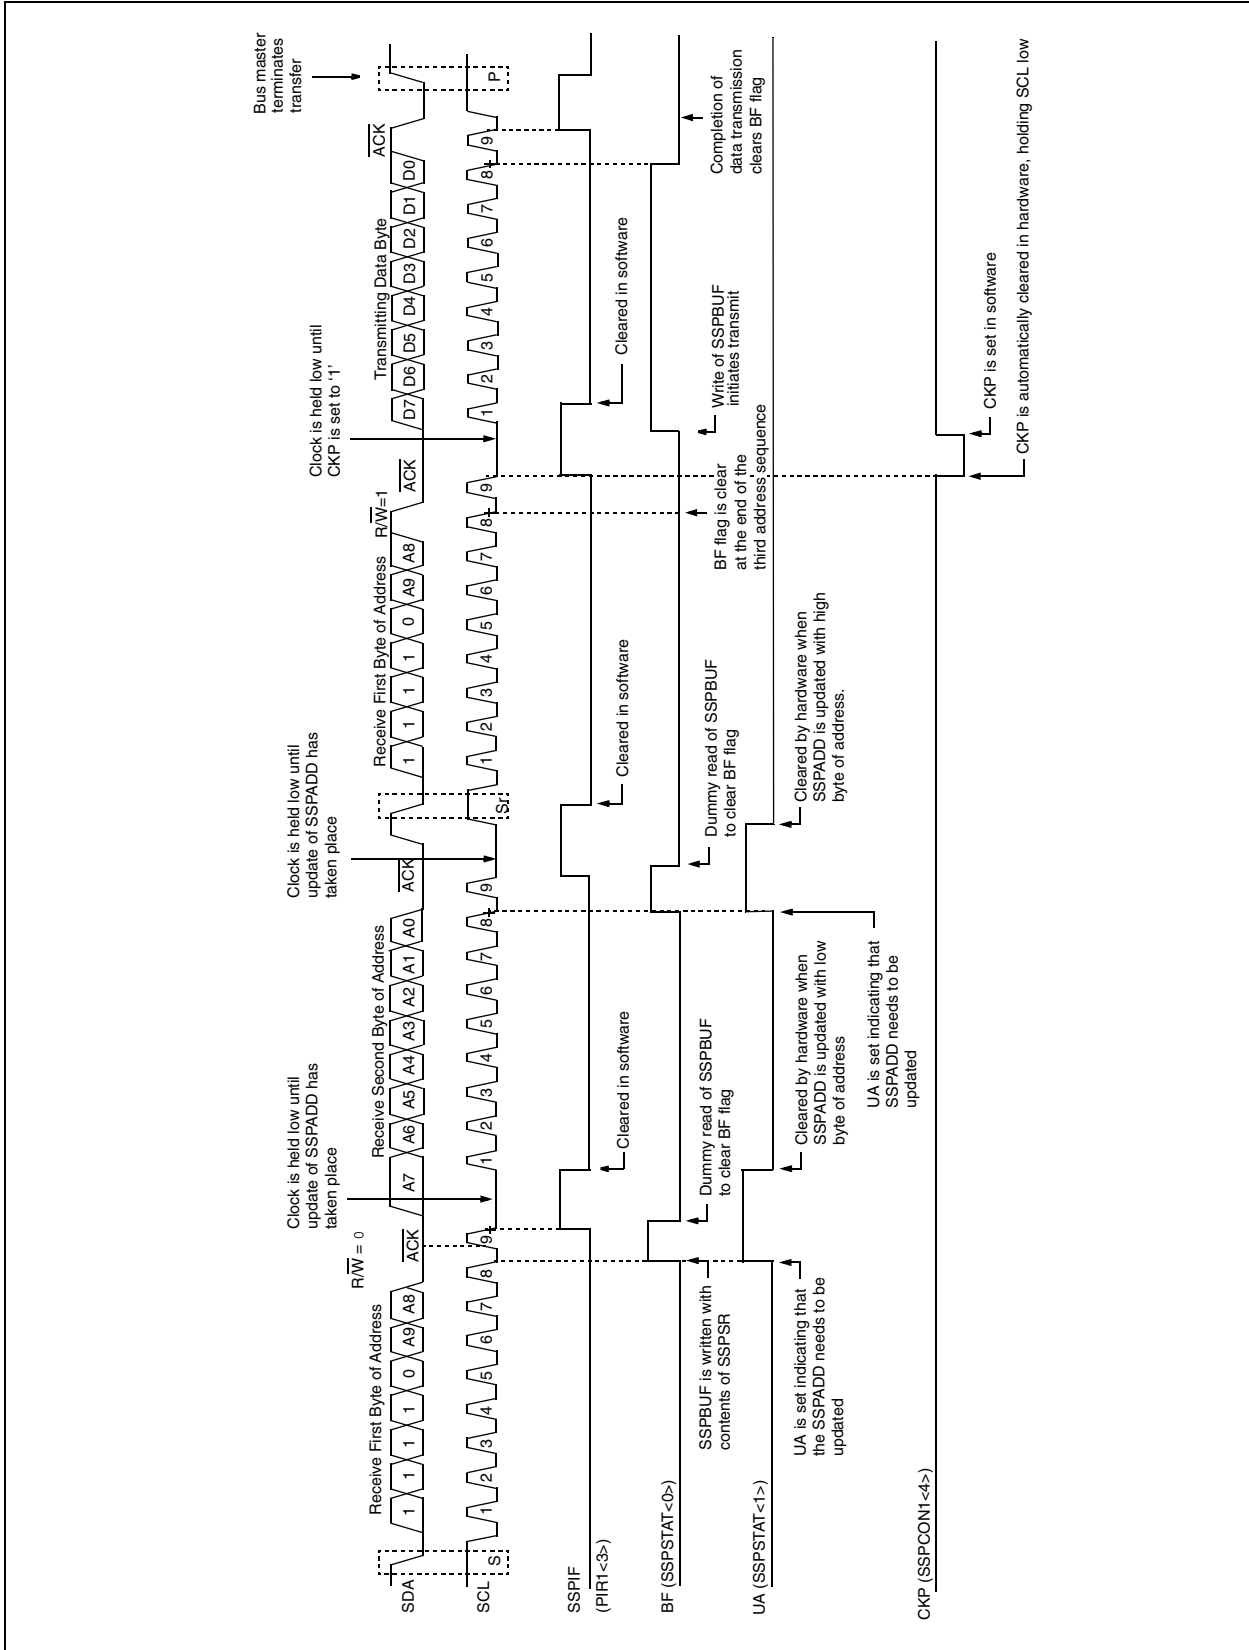 Bus master
terminates
transfer
Clock is held low until
update of SSPADD has
taken place
Clock is held low until
update of SSPADD has
taken place
Clock is held low until
CKP is set to ‘1’
R/W = 0
R/W=1
Receive First Byte of Address
ACK
Receive Second Byte of Address
ACK
Receive First Byte of Address
ACK
Transmitting Data Byte
ACK
SDA
1 1 1 1 0 A9 A8
A7 A6 A5 A4 A3 A2 A1 A0
1 1 1 1 0 A9 A8
D7 D6 D5 D4 D3 D2 D1 D0
SCL
S
1 2 3 4 5 6 7 8 9
1 2 3 4 5 6 7 8 9
Sr
1 2 3 4 5 6 7 8 9
1 2 3 4 5 6 7 8 9
P
SSPIF
(PIR1<3>)
Cleared in software
Cleared in software
Cleared in software
BF (SSPSTAT<0>)
SSPBUF is written with
contents of SSPSR
Dummy read of SSPBUF
to clear BF flag
Dummy read of SSPBUF
to clear BF flag
BF flag is clear
at the end of the
third address sequence
Write of SSPBUF
initiates transmit
Completion of
data transmission
clears BF flag
UA (SSPSTAT<1>)
UA is set indicating that
the SSPADD needs to be
updated
Cleared by hardware when
SSPADD is updated with low
byte of address
UA is set indicating that
SSPADD needs to be
updated
Cleared by hardware when
SSPADD is updated with high
byte of address.
CKP (SSPCON1<4>)
CKP is set in software
CKP is automatically cleared in hardware, holding SCL low